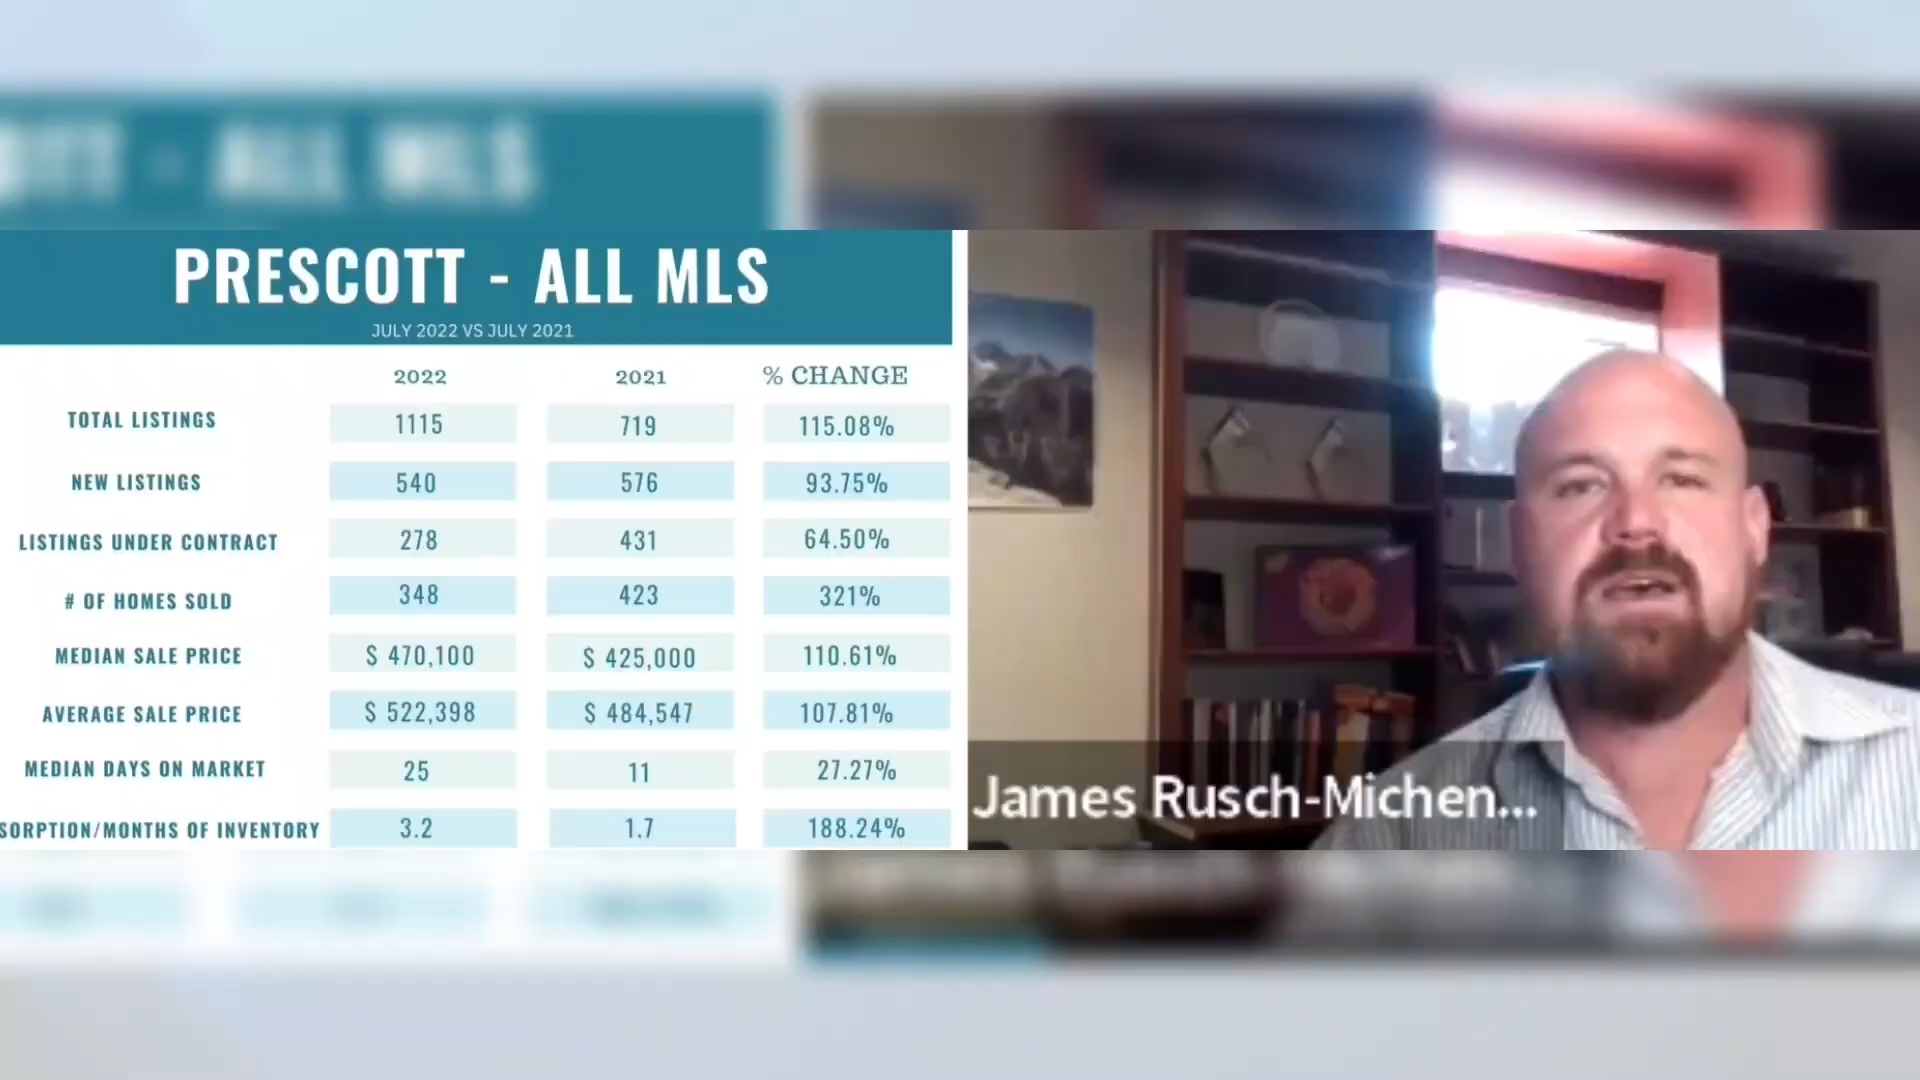 OTT - ALL MLS
PRESCOTT - ALL MLS
JULY 2022 VS JULY 2021
2022 2021 % CHANGE
TOTAL LISTINGS 1115 719 115.08%
NEW LISTINGS 540 576 93.75%
LISTINGS UNDER CONTRACT 278 431 64.50%
# OF HOMES SOLD 348 423 321%
MEDIAN SALE PRICE $ 470,100 $ 425,000 110.61%
AVERAGE SALE PRICE $ 522,398 $ 484,547 107.81%
MEDIAN DAYS ON MARKET 25 11 27.27%
SORPTION/MONTHS OF INVENTORY 3.2 1.7 188.24%
James Rusch-Michen...